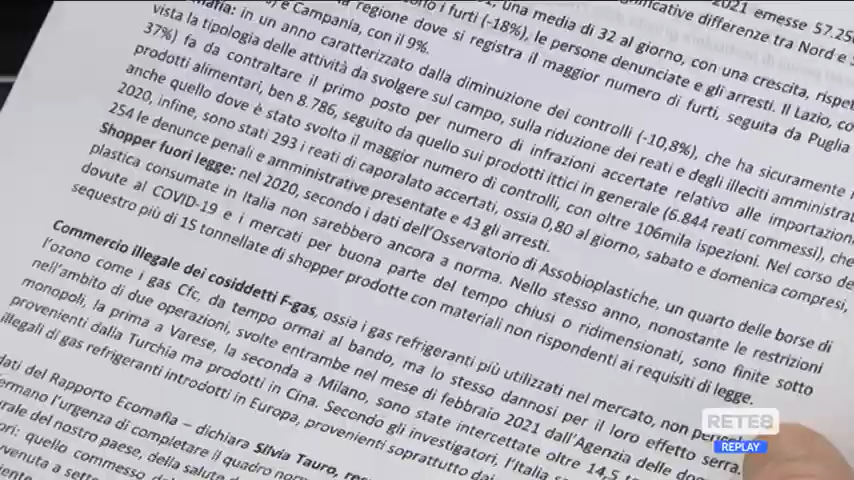 2021 emesse 57.25
gnificative differenze tra Nord e S
ono i furti (-18%), le persone denunciate e gli arresti. Il Lazio, co
una media di 32 al giorno, con una crescita, rispet
la regione dove si registra il maggior numero di furti, seguita da Puglia
e Campania, con il 9%.
mafia: in un anno caratterizzato dalla diminuzione dei controlli (-10,8%), che ha sicuramente
vista la tipologia delle attività da svolgere sul campo, sulla riduzione dei reati e degli illeciti amministrat
37%) fa da contraltare il primo posto per numero di infrazioni accertate relativo alle importazion
prodotti alimentari, ben 8.786, seguito da quello sui prodotti ittici in generale (6.844 reati commessi), che
anche quello dove è stato svolto il maggior numero di controlli, con oltre 106mila ispezioni. Nel corso de
2020, infine, sono stati 293 i reati di caporalato accertati, ossia 0,80 al giorno, sabato e domenica compresi,
254 le denunce penali e amministrative presentate e 43 gli arresti.
Shopper fuori legge: nel 2020, secondo i dati dell'Osservatorio di Assobioplastiche, un quarto delle borse di
plastica consumate in Italia non sarebbero ancora a norma. Nello stesso anno, nonostante le restrizioni
dovute al COVID-19 e i mercati per buona parte del tempo chiusi o ridimensionati, sono finite sotto
sequestro più di 15 tonnellate di shopper prodotte con materiali non rispondenti ai requisiti di legge.
Commercio illegale dei cosiddetti F-gas, ossia i gas refrigeranti più utilizzati nel mercato, non
l'ozono come i gas Cfc, da tempo ormai al bando, ma lo stesso dannosi per il loro effetto serra.
nell'ambito di due operazioni, svolte entrambe nel mese di febbraio 2021 dall'Agenzia delle do
monopoli, la prima a Varese, la seconda a Milano, sono state intercettate oltre 14,5
provenienti dalla Turchia ma prodotti in Cina. Secondo gli investigatori, l'Italia
illegali di gas refrigeranti introdotti in Europa, provenienti soprattutto
dati del Rapporto Ecomafia – dichiara Silvia Tauro,
ermano l'urgenza di completare il quadro
rale del nostro paese, della salute
ori: quello commesso
venuta a
RETE8
REPLAY